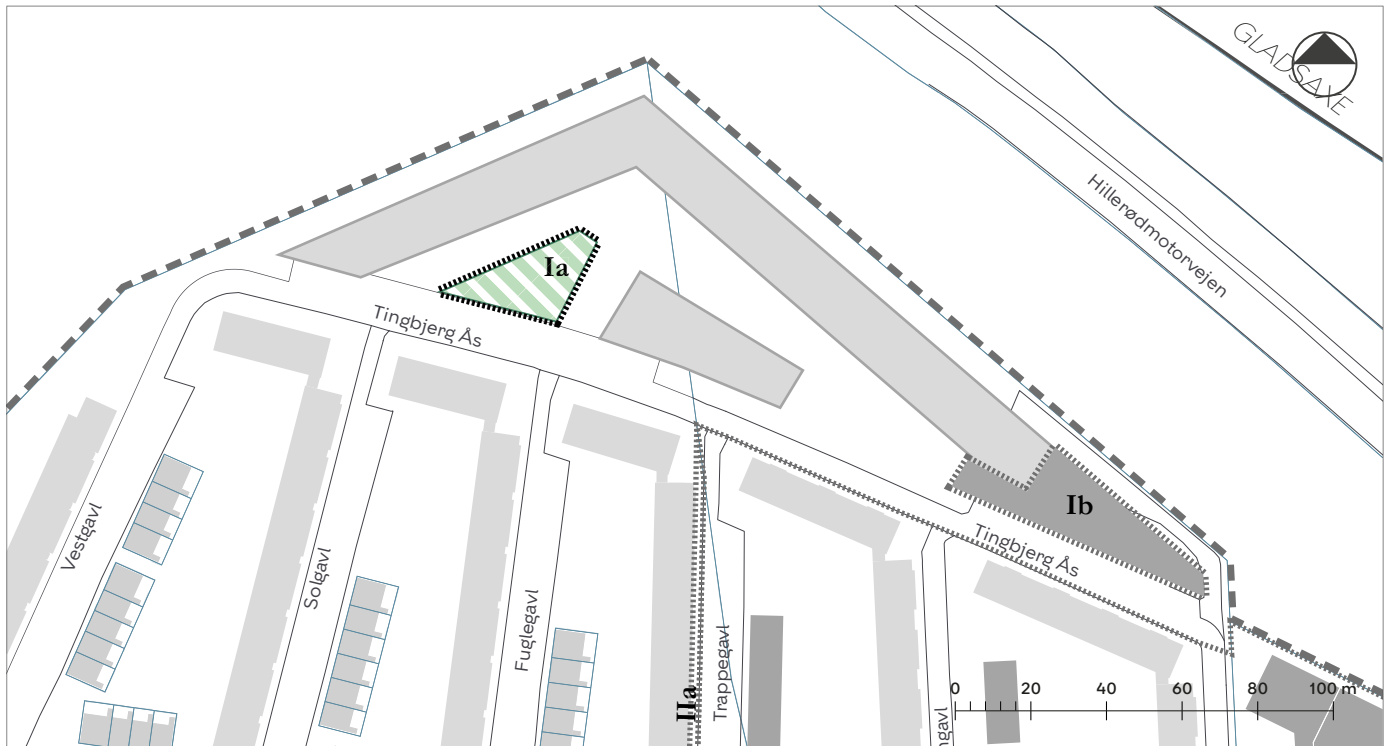 GLADSAXE
Hillerødmotorvejen
Ia
Tingbjerg Ås
Ib
Tingbjerg Ås
Vestgavl
Solgavl
Fuglegavl
IIa
Trappegavl
ngavl
0 20 40 60 80 100 m